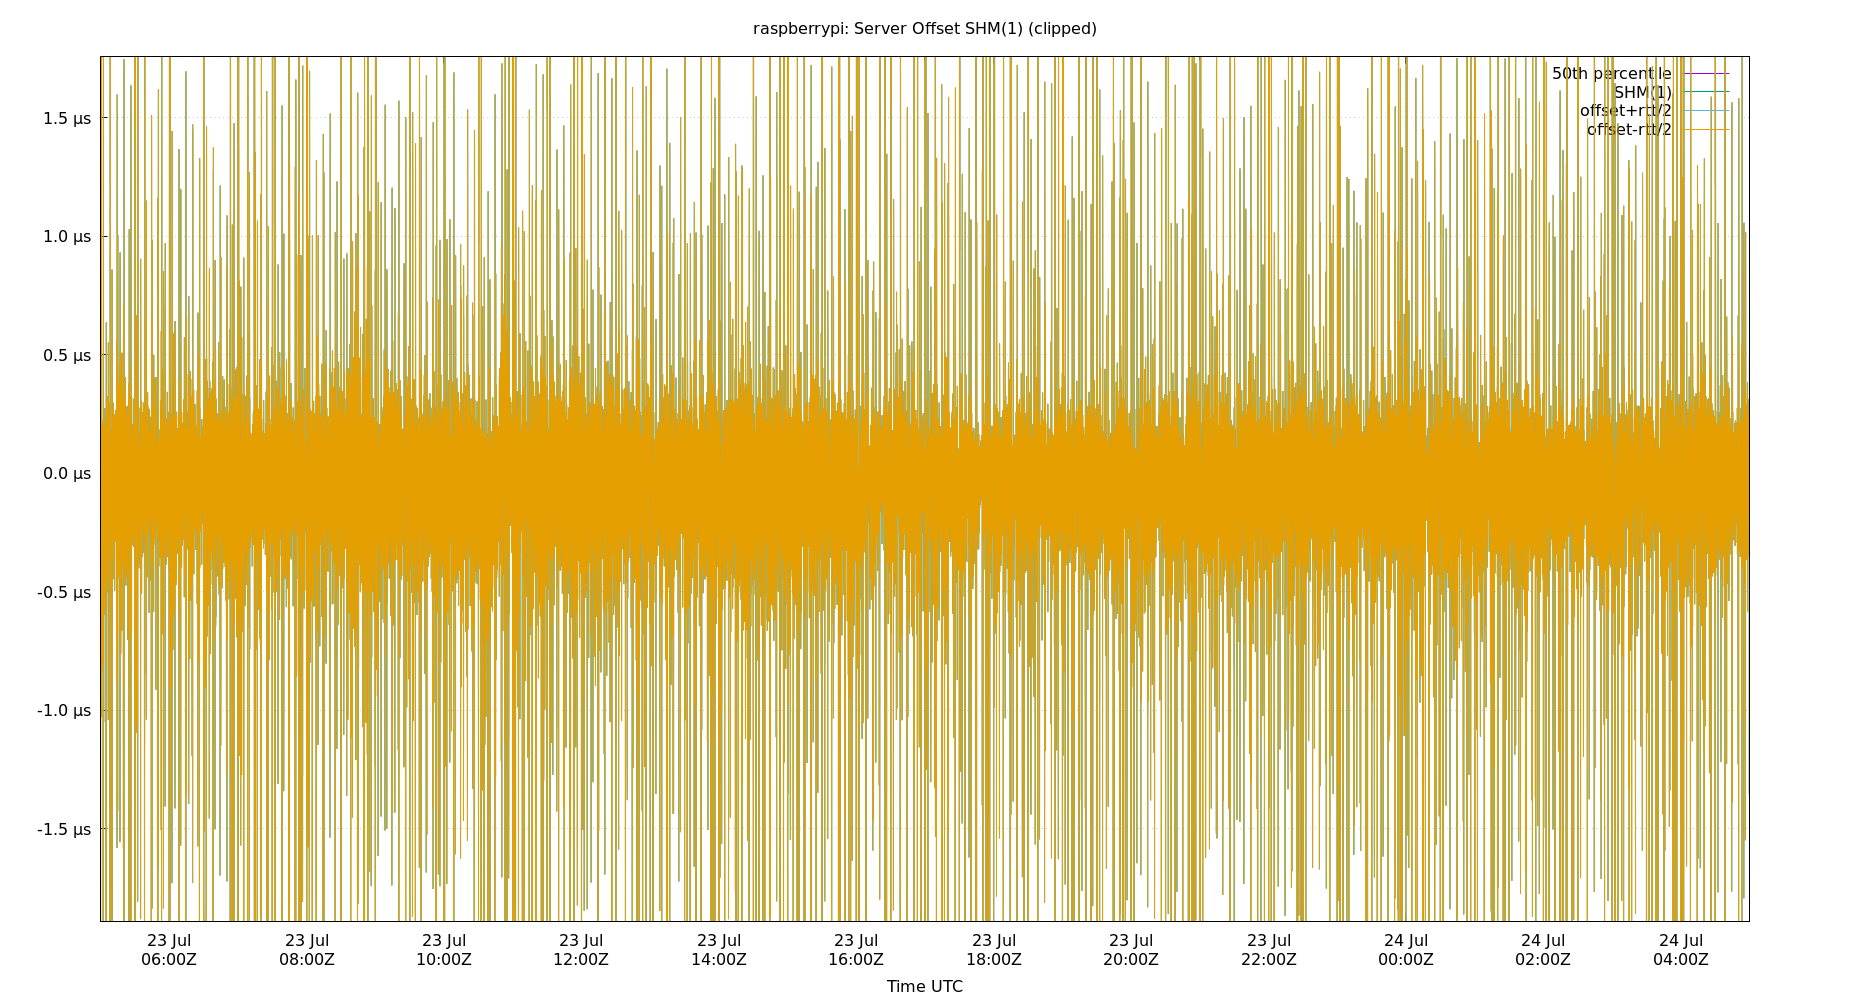 raspberrypi: Server Offset SHM(1) (clipped)
50th percentile
SHM(1)
offset+rtt/2
offset-rtt/2
1.5 µs
1.0 µs
0.5 µs
0.0 µs
-0.5 µs
-1.0 µs
-1.5 µs
23 Jul 23 Jul 23 Jul 23 Jul 23 Jul 23 Jul 23 Jul 23 Jul 23 Jul 24 Jul 24 Jul 24 Jul
06:00Z 08:00Z 10:00Z 12:00Z 14:00Z 16:00Z 18:00Z 20:00Z 22:00Z 00:00Z 02:00Z 04:00Z
Time UTC